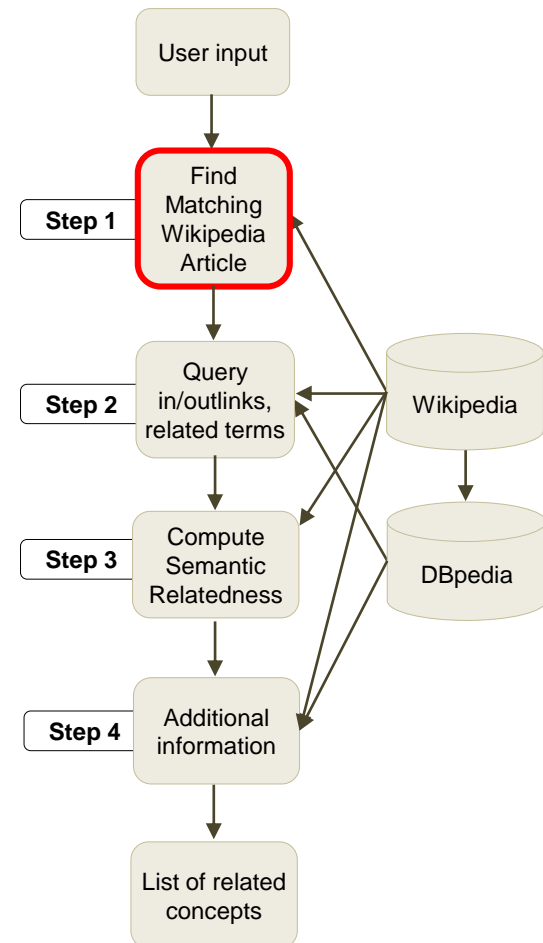 User input
Step 1
Find
Matching
Wikipedia
Article
Step 2
Query
in/outlinks,
related terms
Wikipedia
Step 3
Compute
Semantic
Relatedness
DBpedia
Step 4
Additional
information
List of related
concepts